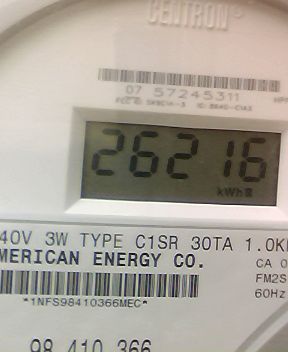 CENTRON®
07 57245311
26216
kWh
40V 3W TYPE C1SR 30TA 1.0K
MERICAN ENERGY CO.
CA 0
FM2S
60Hz
*1NFS98410366MEC*
98 410 366